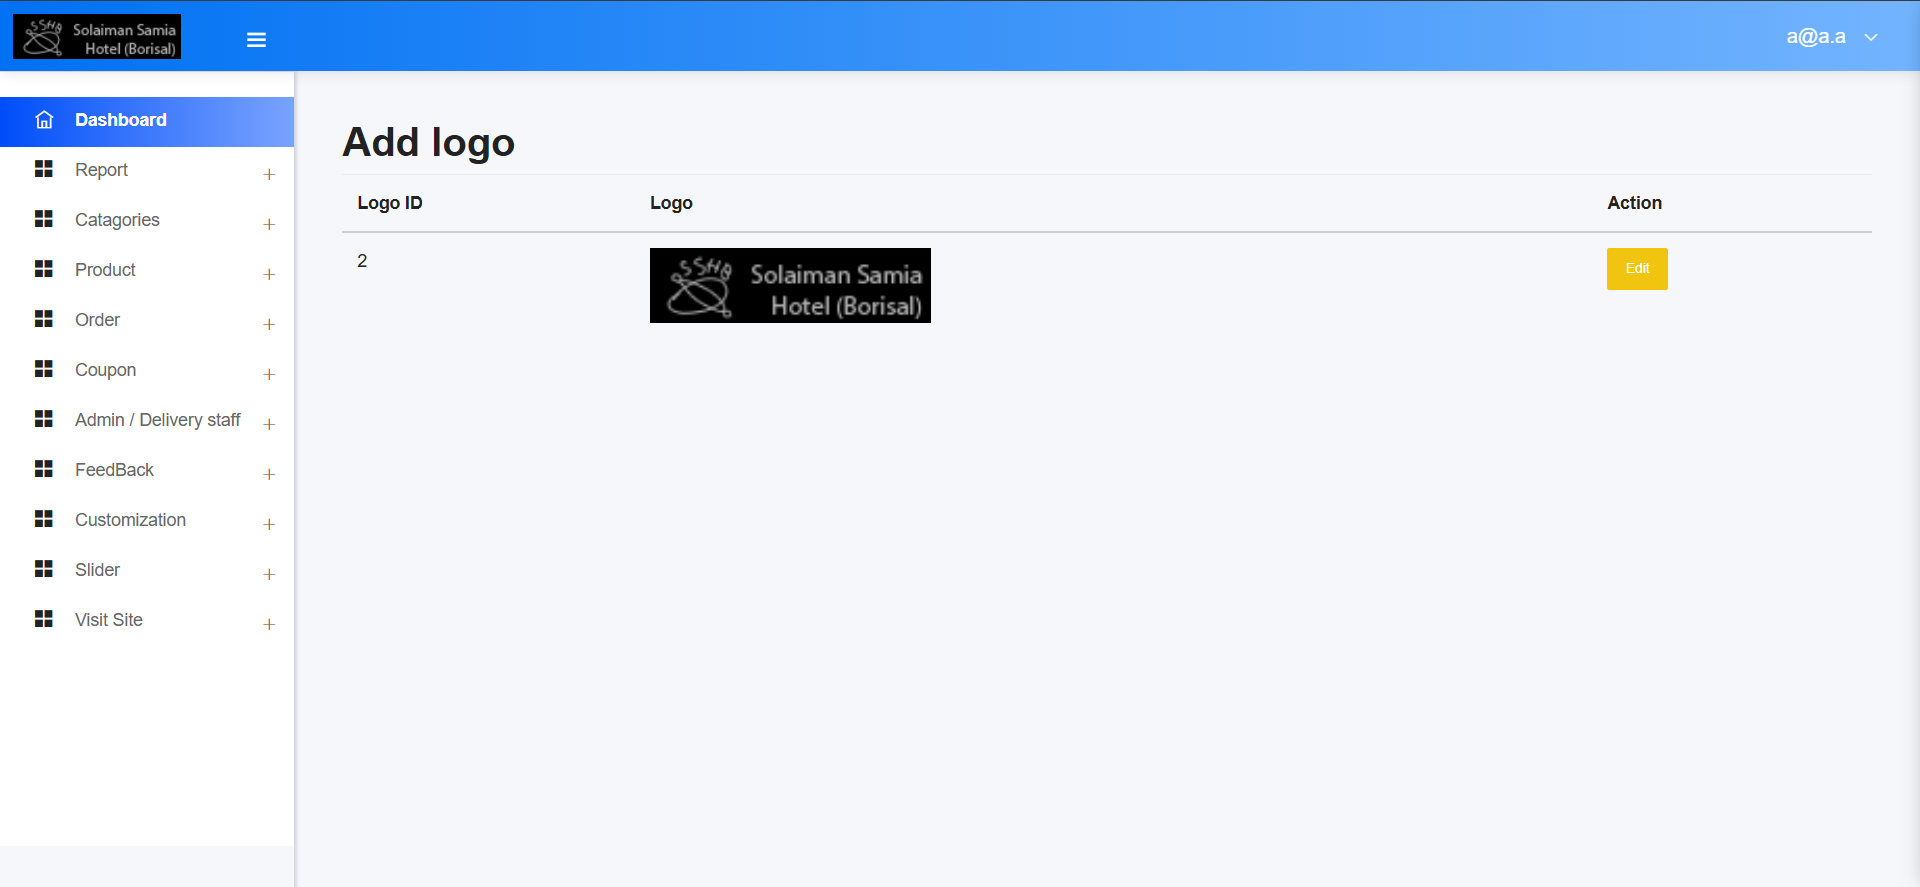 SSHB
Solaiman Samia
Hotel (Borisal)
a@a.a
Dashboard
Report
Catagories
Product
Order
Coupon
Admin / Delivery staff
FeedBack
Customization
Slider
Visit Site
Add logo
Logo ID
Logo
Action
2
SSHB
Solaiman Samia
Hotel (Borisal)
Edit